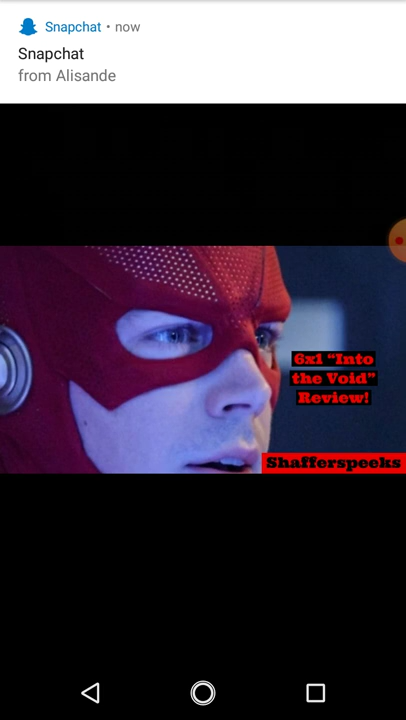 Snapchat • now
Snapchat
from Alisande
6x1 “Into
the Void”
Review!
Shafferspeeks